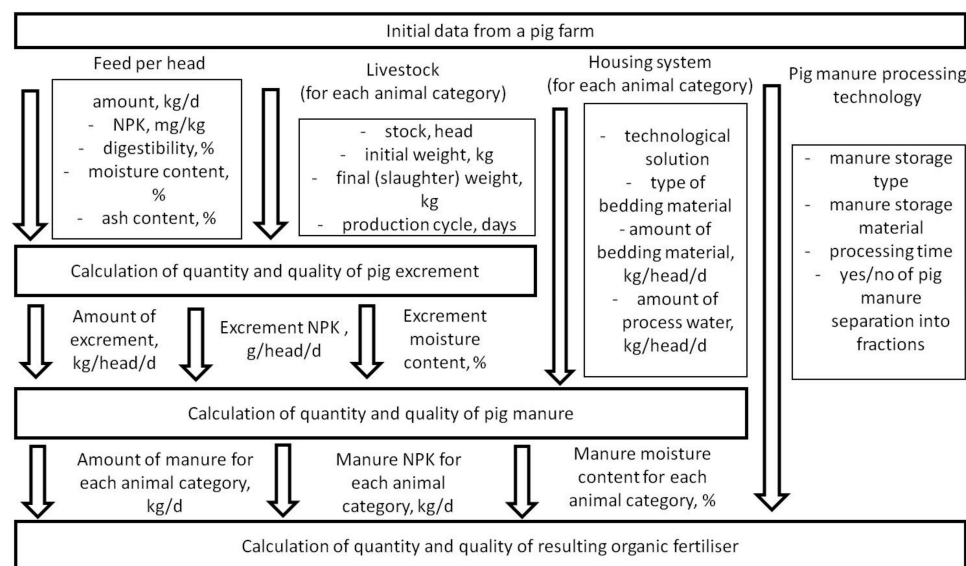 Initial data from a pig farm
Feed per head
amount, kg/d
- NPK, mg/kg
- digestibility, %
- moisture content,
%
- ash content, %
Livestock
(for each animal category)
- stock, head
- initial weight, kg
- final (slaughter) weight,
kg
- production cycle, days
Housing system
(for each animal category)
- technological
solution
- type of
bedding material
- amount of
bedding material,
kg/head/d
- amount of
process water,
kg/head/d
Pig manure processing
technology
- manure storage
type
- manure storage
material
- processing time
- yes/no of pig
manure
separation into
fractions
Calculation of quantity and quality of pig excrement
Amount of
excrement,
kg/head/d
Excrement NPK ,
g/head/d
Excrement
moisture
content, %
Calculation of quantity and quality of pig manure
Amount of manure for
each animal category,
kg/d
Manure NPK for
each animal
category, kg/d
Manure moisture
content for each
animal category, %
Calculation of quantity and quality of resulting organic fertiliser